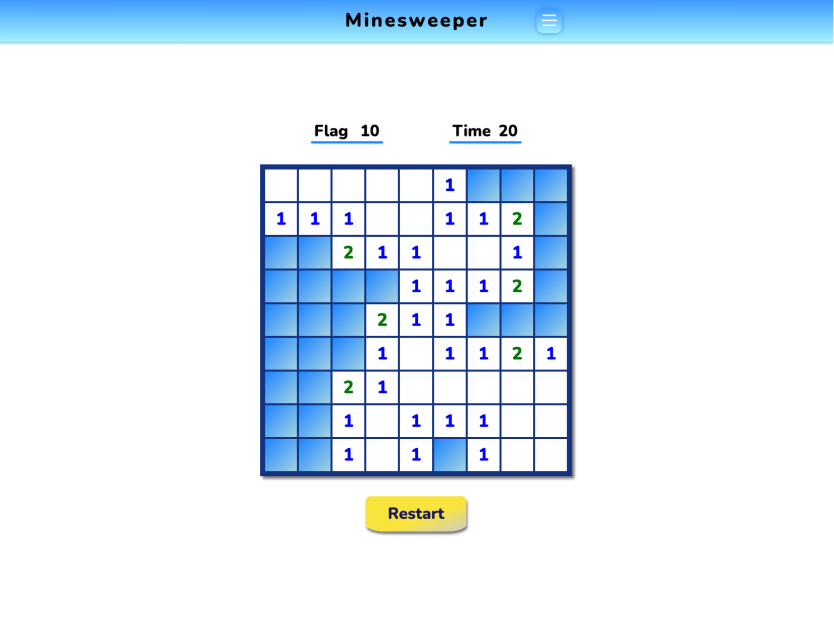 Minesweeper
Flag 10 Time 20
1
1 1 1 1 1 2
2 1 1 1
1 1 1 2
2 1 1
1 1 1 2 1
2 1
1 1 1 1
1 1 1
Restart